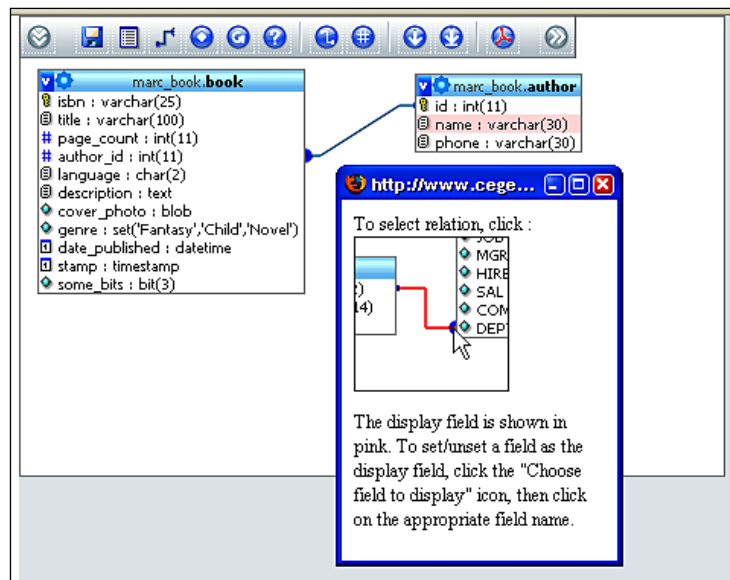 marc_book.book
isbn : varchar(25)
title : varchar(100)
page_count : int(11)
author_id : int(11)
language : char(2)
description : text
cover_photo : blob
genre : set('Fantasy','Child','Novel')
date_published : datetime
stamp : timestamp
some_bits : bit(3)
marc_book.author
id : int(11)
name : varchar(30)
phone : varchar(30)
http://www.cege...
To select relation, click :
JOB
MGR
HIRE
SAL
COM
DEPT
14)
The display field is shown in
pink. To set/unset a field as the
display field, click the "Choose
field to display" icon, then click
on the appropriate field name.